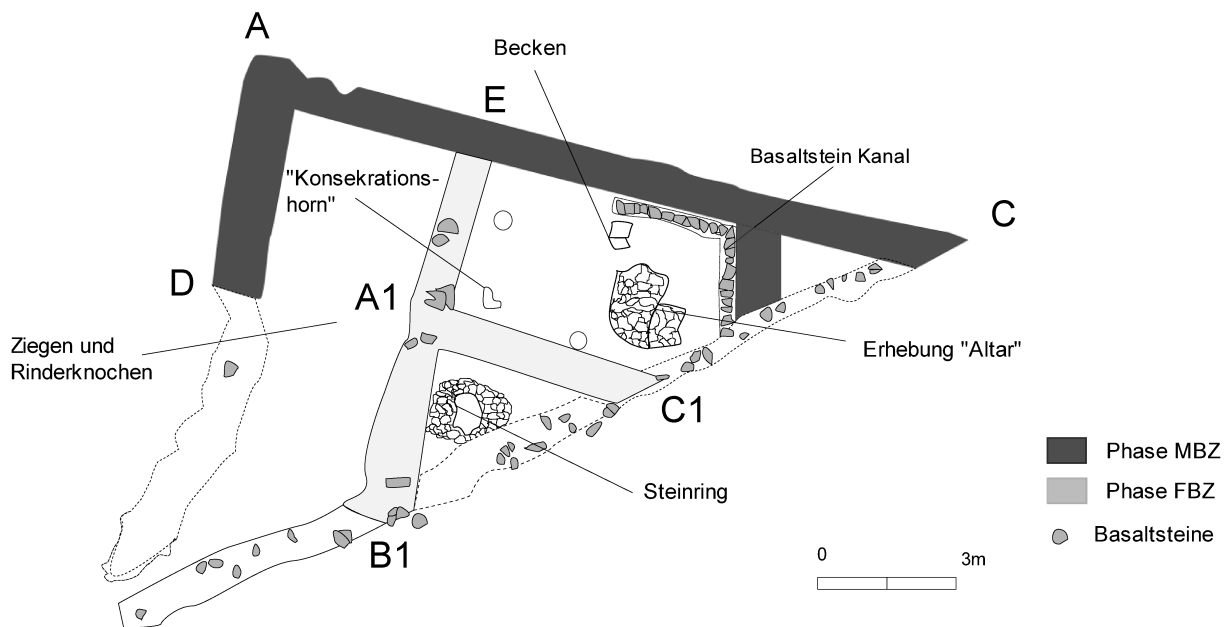 A
Becken
E
Basaltstein Kanal
"Konsekrations-
horn"
C
D
A1
Ziegen und
Rinderknochen
Erhebung "Altar"
C1
Steinring
B1
Phase MBZ
Phase FBZ
Basaltsteine
0 3m